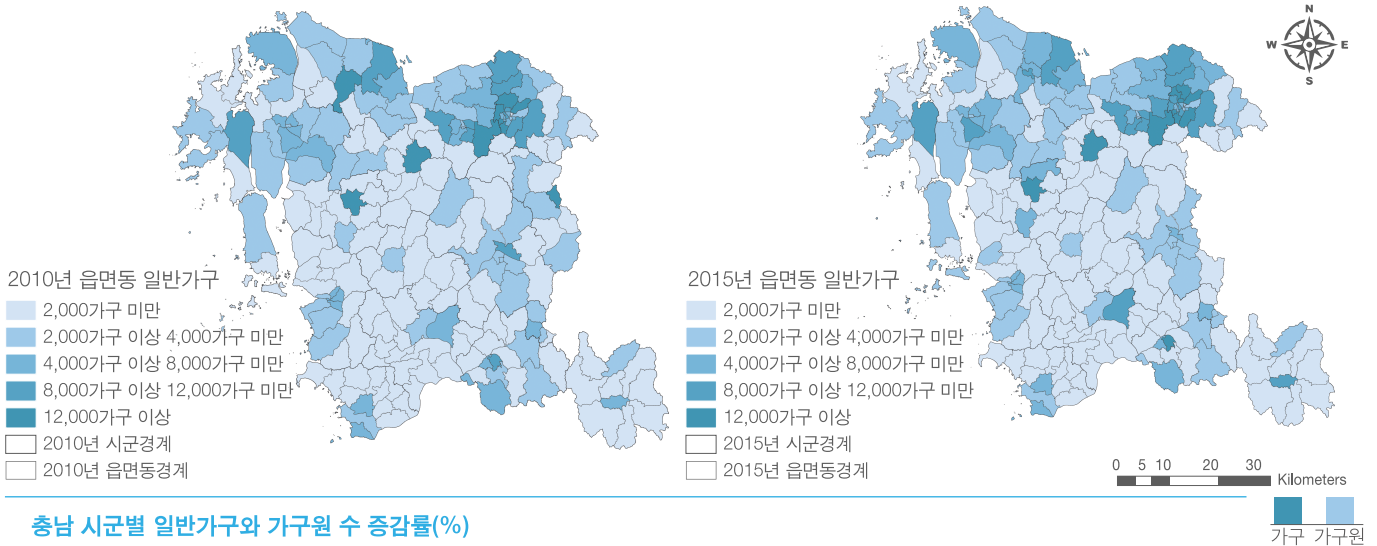 N
W E
S
2010년 읍면동 일반가구
2,000가구 미만
2,000가구 이상 4,000가구 미만
4,000가구 이상 8,000가구 미만
8,000가구 이상 12,000가구 미만
12,000가구 이상
2010년 시군경계
2010년 읍면동경계
2015년 읍면동 일반가구
2,000가구 미만
2,000가구 이상 4,000가구 미만
4,000가구 이상 8,000가구 미만
8,000가구 이상 12,000가구 미만
12,000가구 이상
2015년 시군경계
2015년 읍면동경계
0 5 10 20 30
Kilometers
충남 시군별 일반가구와 가구원 수 증감률(%)
가구 가구원